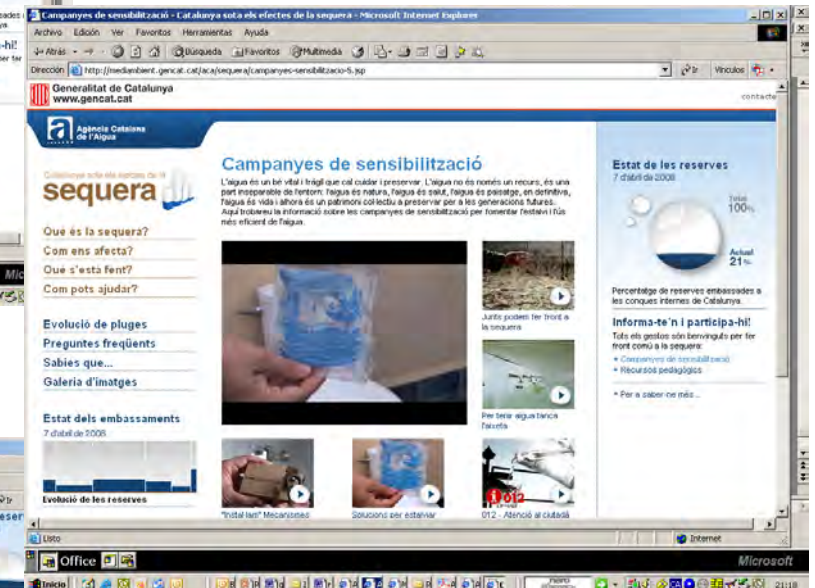 Campanyes de sensibilització - Catalunya sota els efectes de la sequera - Microsoft Internet Explorer
Archivo Edición Ver Favoritos Herramientas Ayuda
Atrás Búsqueda Favoritos Multimedia
Dirección http://mediambient.gencat.cat/aca/sequera/campanyes-sensibilitzacio-5.jsp Ir Vínculos
Generalitat de Catalunya
www.gencat.cat
contacte
Agència Catalana
de l'Aigua
Catalunya sota els efectes de la
sequera
Què és la sequera?
Com ens afecta?
Què s'està fent?
Com pots ajudar?
Evolució de pluges
Preguntes freqüents
Sabies que...
Galeria d'imatges
Estat dels embassaments
7 d'abril de 2008
Evolució de les reserves
Campanyes de sensibilització
L'aigua és un bé vital i fràgil que cal cuidar i preservar. L'aigua no és només un recurs, és una
part inseparable de l'entorn: l'aigua és natura, l'aigua és salut, l'aigua és paisatge, en definitiva,
l'aigua és vida i alhora és un patrimoni col·lectiu a preservar per a les generacions futures.
Aquí trobareu la informació sobre les campanyes de sensibilització per fomentar l'estalvi i l'ús
més eficient de l'aigua.
Junts podem fer front a
la sequera
Per tenir aigua tanca
l'aixeta
"Instal·lam" Mecanismes
Solucions per estalviar
012
012 - Atenció al ciutadà
Estat de les reserves
7 d'abril de 2008
Total
100%
Actual
21%
Percentatge de reserves embassades a
les conques internes de Catalunya.
Informa-te'n i participa-hi!
Tots els gestos són benvinguts per fer
front comú a la sequera:
Campanyes de sensibilització
Recursos pedagògics
Per a saber-ne més...
Listo
Internet
Office
Microsoft
Inicio
21:18